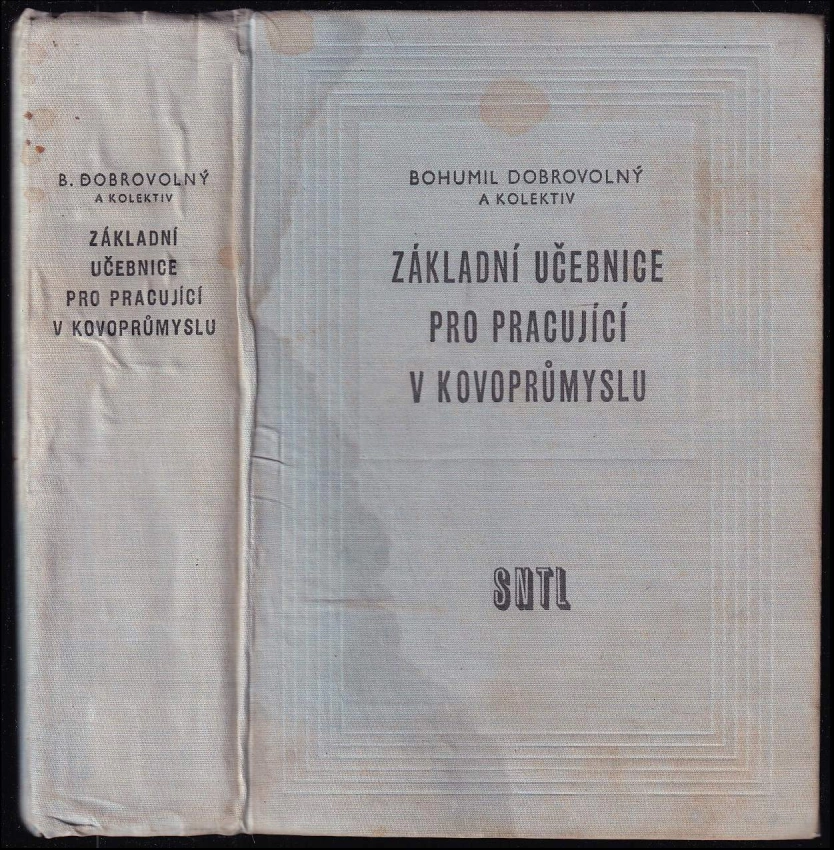 B. DOBROVOLNÝ
A KOLEKTIV
ZÁKLADNÍ
UČEBNICE
PRO PRACUJÍCÍ
V KOVOPRŮMYSLU
BOHUMIL DOBROVOLNÝ
A KOLEKTIV
ZÁKLADNÍ UČEBNICE
PRO PRACUJÍCÍ
V KOVOPRŮMYSLU
SNTL